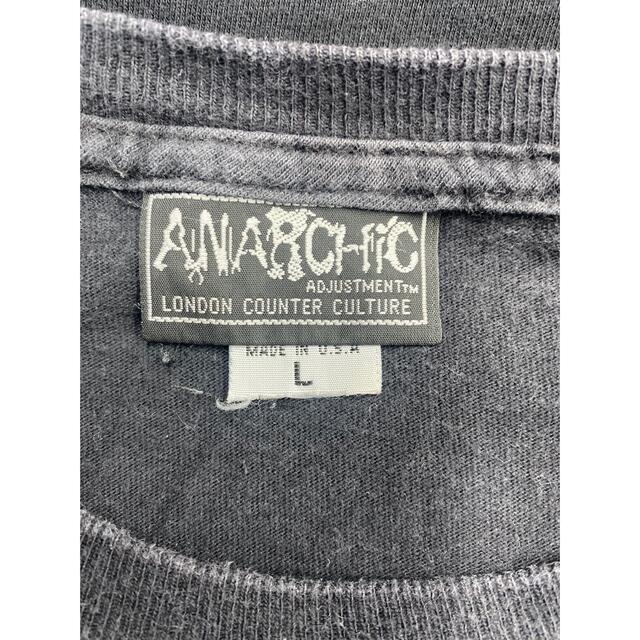 ANARCHiC
ADJUSTMENT™
LONDON COUNTER CULTURE
MADE IN U.S.A
L